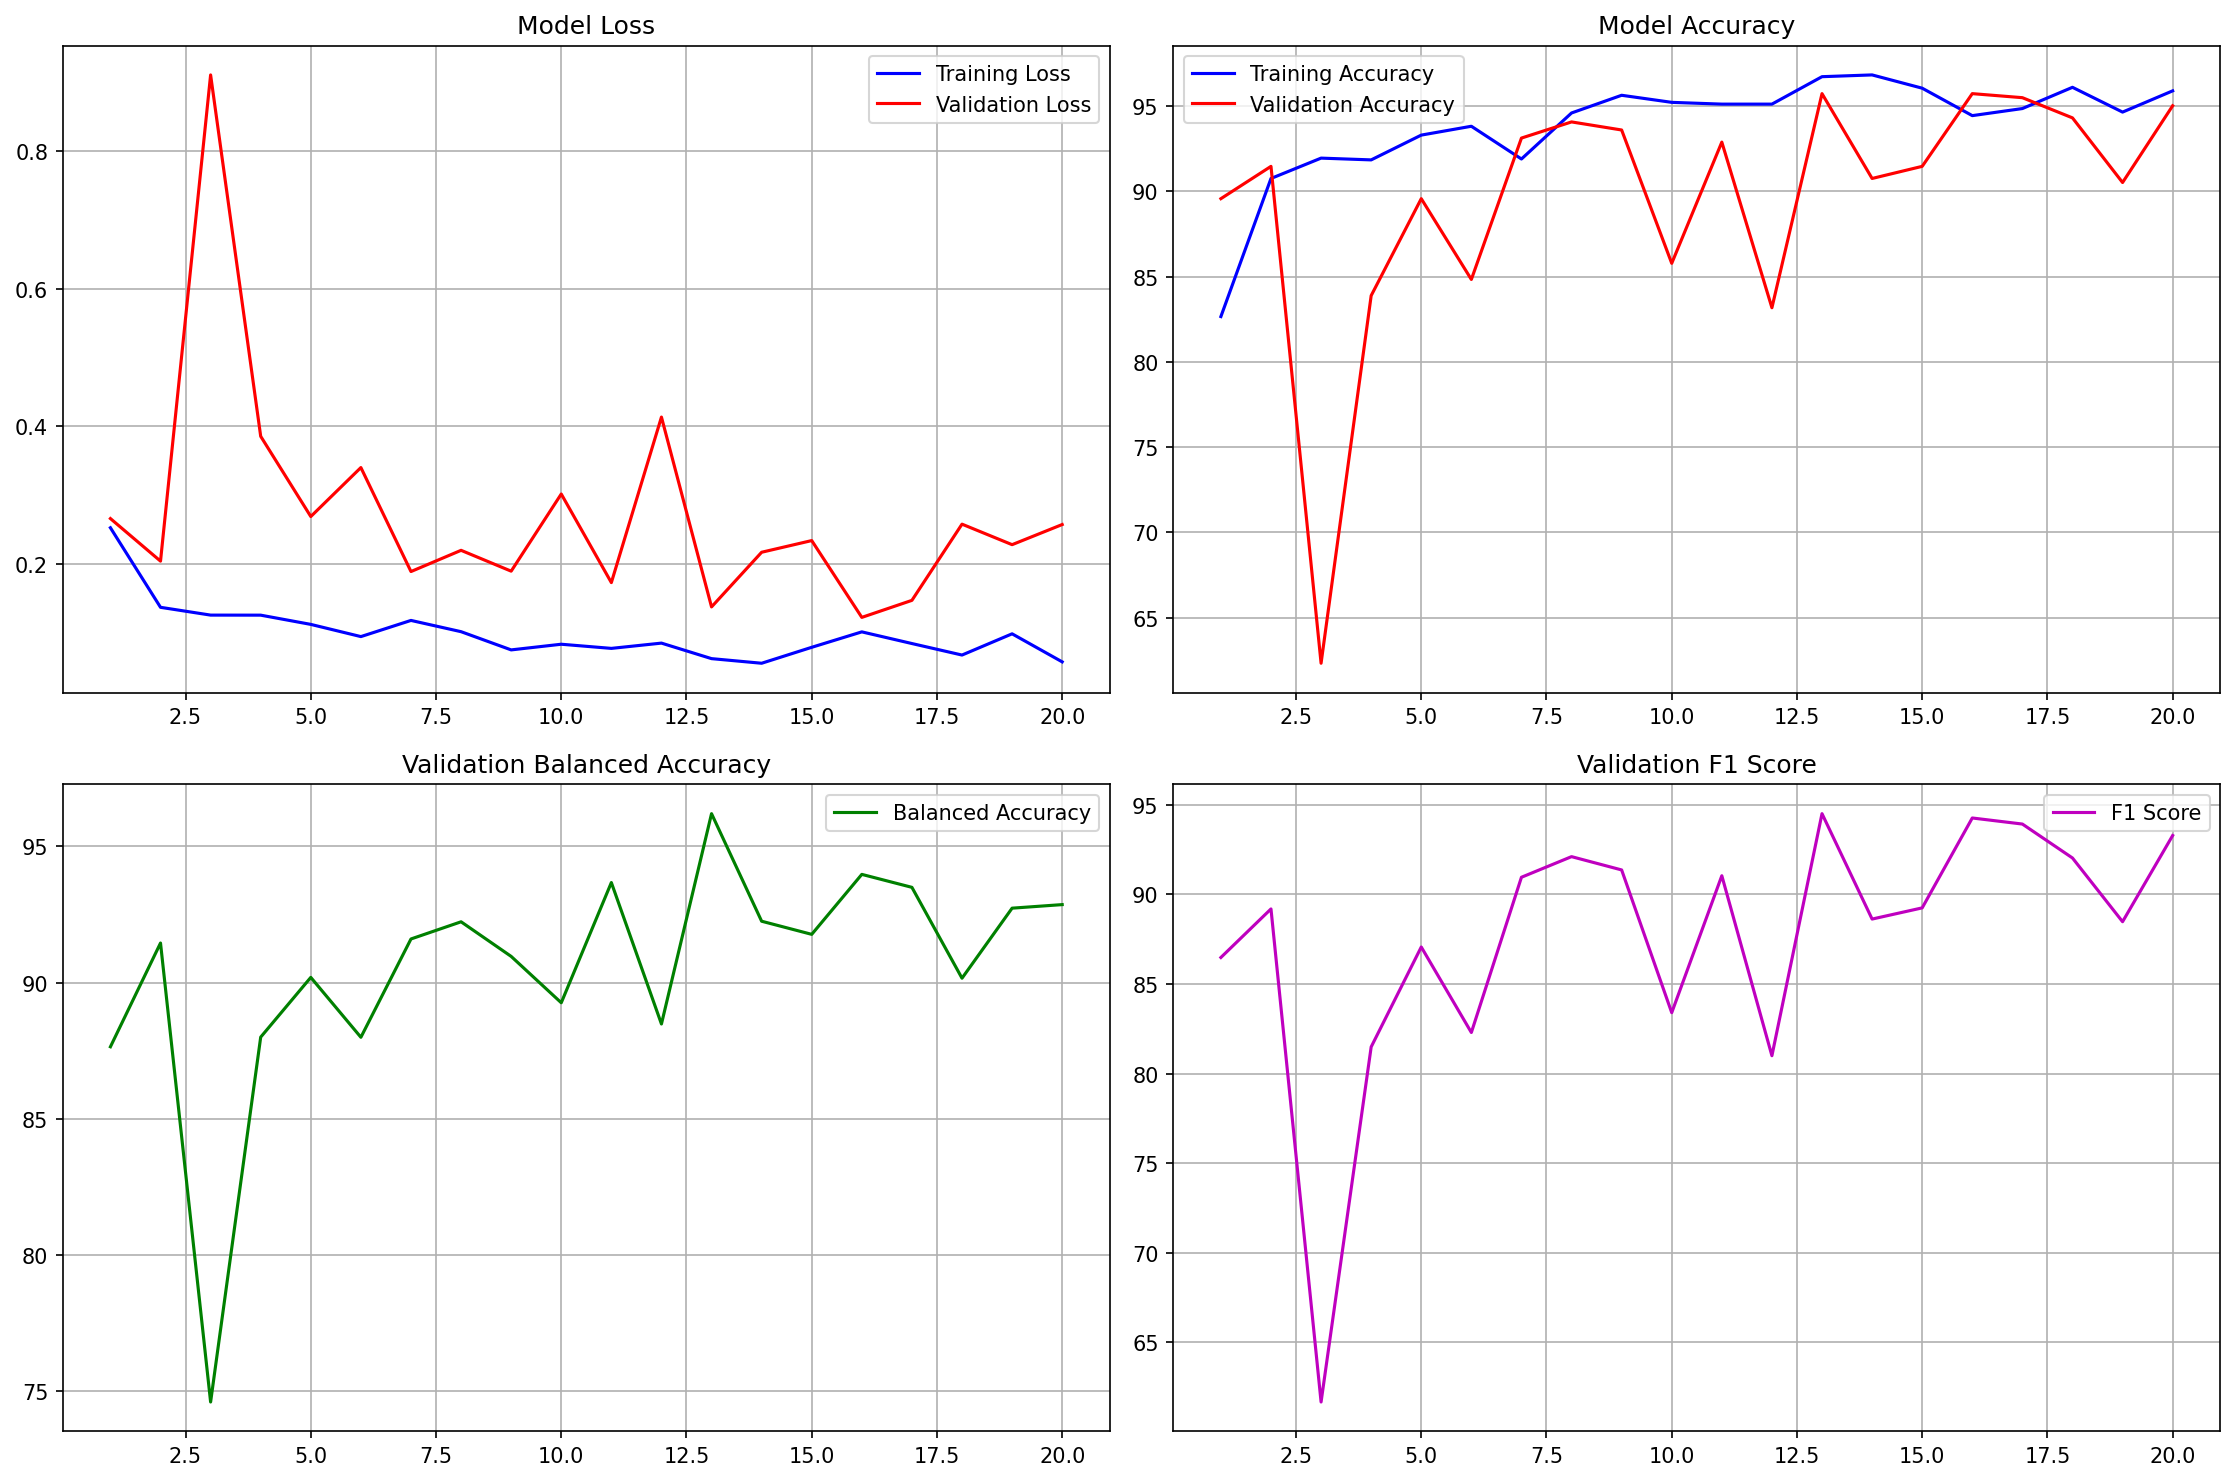 Model Loss
Training Loss
Validation Loss
0.8
0.6
0.4
0.2
2.5 5.0 7.5 10.0 12.5 15.0 17.5 20.0
Model Accuracy
Training Accuracy
Validation Accuracy
95
90
85
80
75
70
65
2.5 5.0 7.5 10.0 12.5 15.0 17.5 20.0
Validation Balanced Accuracy
Balanced Accuracy
95
90
85
80
75
2.5 5.0 7.5 10.0 12.5 15.0 17.5 20.0
Validation F1 Score
F1 Score
95
90
85
80
75
70
65
2.5 5.0 7.5 10.0 12.5 15.0 17.5 20.0